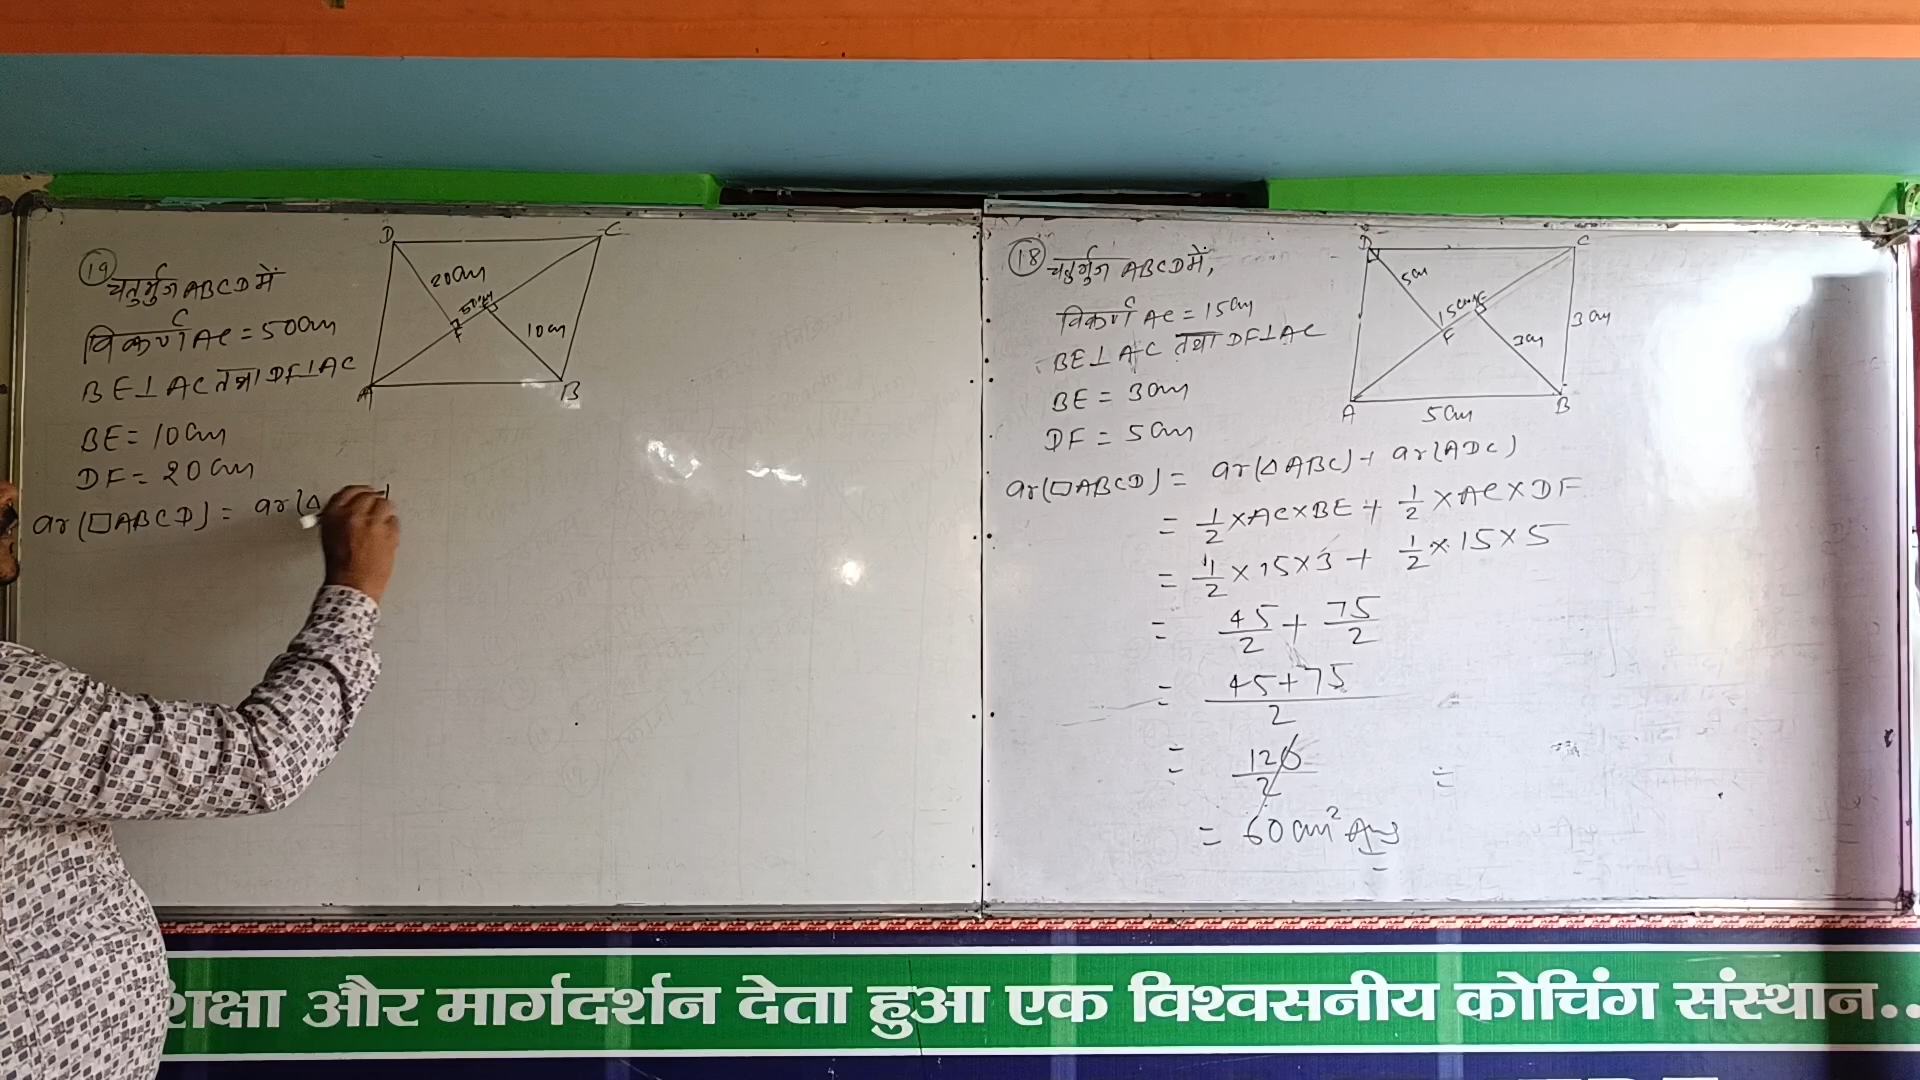 19
चतुर्भुज ABCD में
विकर्ण AC = 50cm
BE⊥AC तथा DF⊥AC
BE = 10cm
DF = 20cm
ar(□ABCD) = ar(Δ
D
C
20cm
50cm
E
F
10cm
A
B
18
चतुर्भुज ABCD में,
विकर्ण AC = 15cm
BE⊥AC तथा DF⊥AC
BE = 3cm
DF = 5cm
D
C
5cm
15cm
E
F
3cm
3cm
A
5cm
B
ar(□ABCD) = ar(ΔABC) + ar(ADC)
= 1/2 × AC × BE + 1/2 × AC × DF
= 1/2 × 15 × 3 + 1/2 × 15 × 5
= 45/2 + 75/2
= 45+75/2
= 120/2
= 60cm² Ans
शिक्षा और मार्गदर्शन देता हुआ एक विश्वसनीय कोचिंग संस्थान..